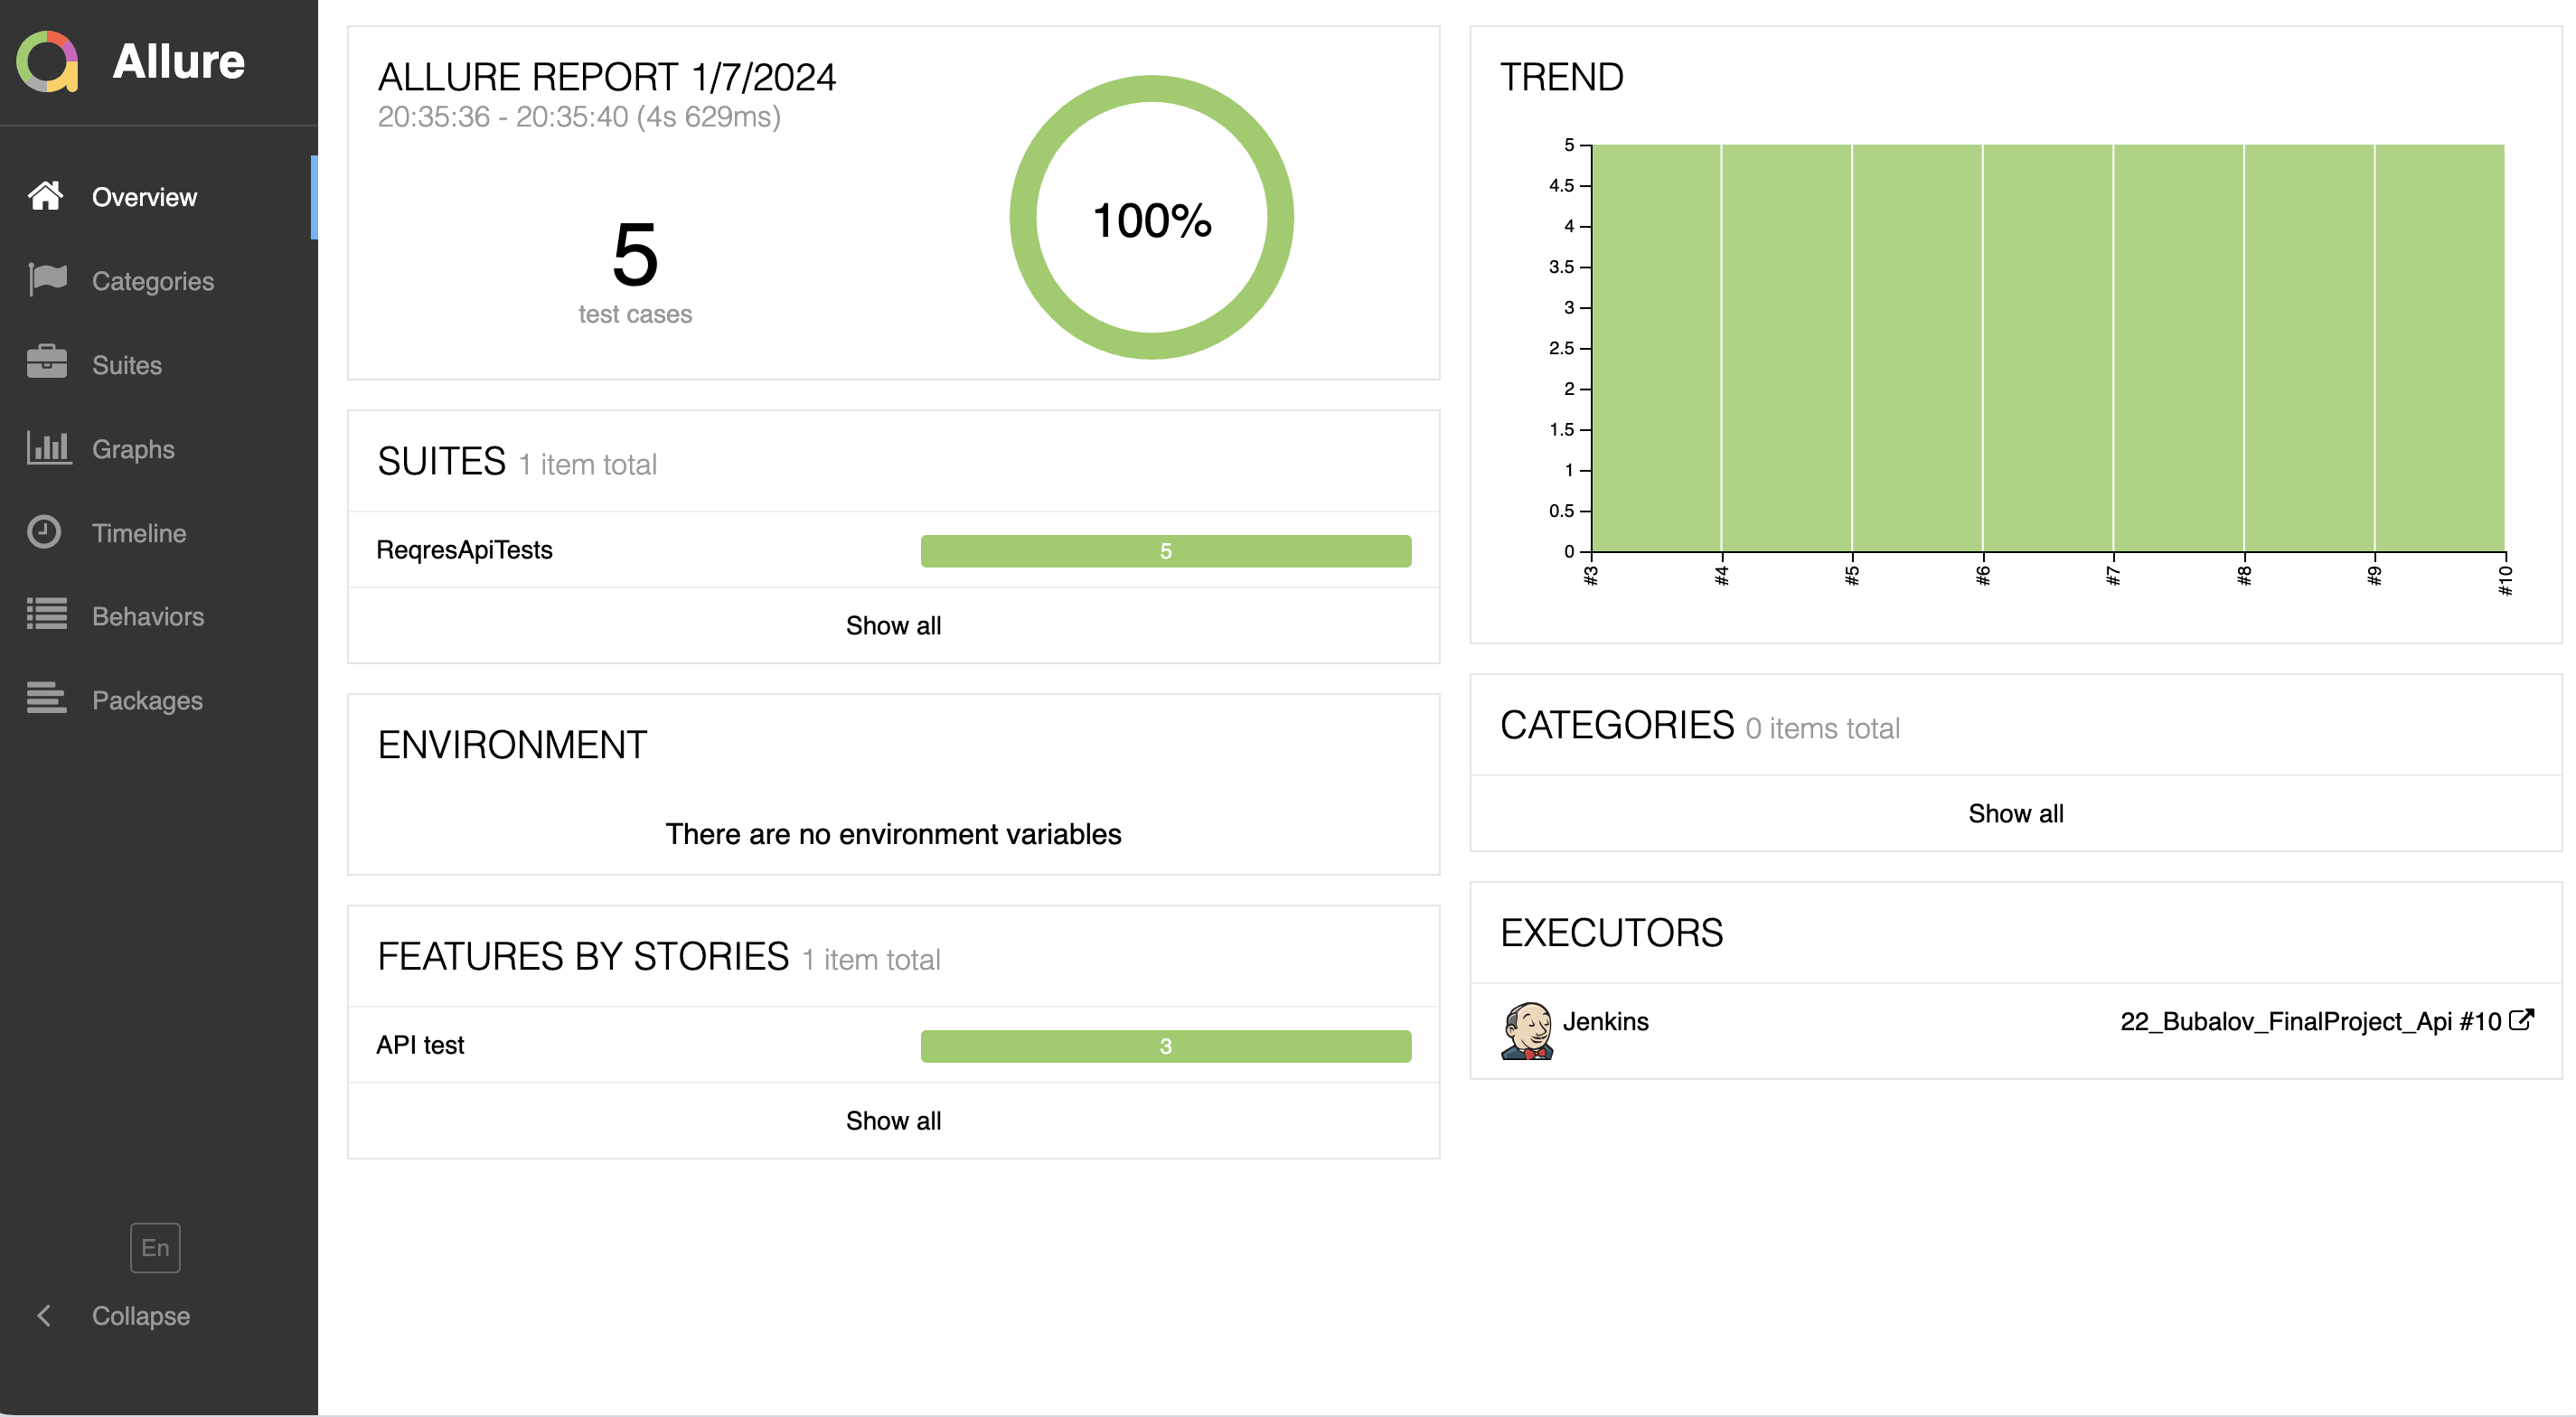 Allure
Overview
Categories
Suites
Graphs
Timeline
Behaviors
Packages
En
Collapse
ALLURE REPORT 1/7/2024
20:35:36 - 20:35:40 (4s 629ms)
5
test cases
100%
SUITES 1 item total
ReqresApiTests 5
Show all
ENVIRONMENT
There are no environment variables
FEATURES BY STORIES 1 item total
API test 3
Show all
TREND
5
4.5
4
3.5
3
2.5
2
1.5
1
0.5
0
#3 #4 #5 #6 #7 #8 #9 #10
CATEGORIES 0 items total
Show all
EXECUTORS
Jenkins 22_Bubalov_FinalProject_Api #10